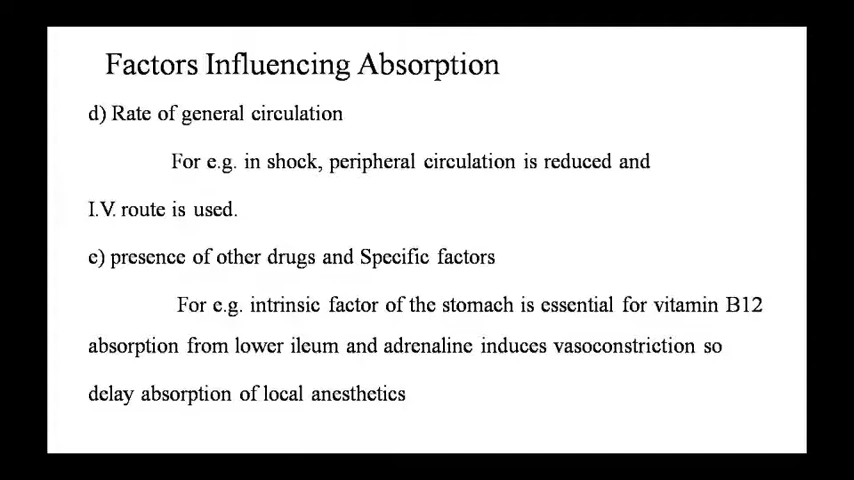 Factors Influencing Absorption
d) Rate of general circulation
For e.g. in shock, peripheral circulation is reduced and
I.V. route is used.
e) presence of other drugs and Specific factors
For e.g. intrinsic factor of the stomach is essential for vitamin B12
absorption from lower ileum and adrenaline induces vasoconstriction so
delay absorption of local anesthetics